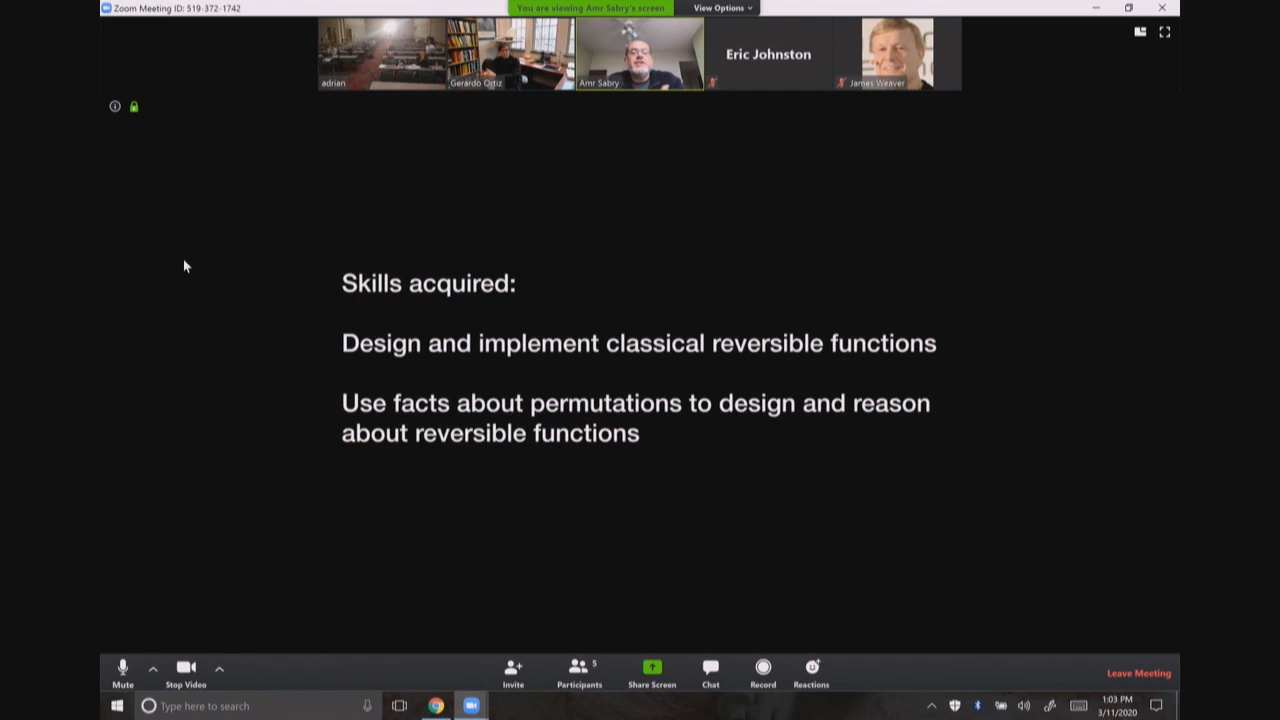 Zoom Meeting ID: 519-372-1742
You are viewing Amr Sabry's screen
View Options
adrian
Gerardo Ortiz
Amr Sabry
Eric Johnston
James Weaver
Skills acquired:
Design and implement classical reversible functions
Use facts about permutations to design and reason
about reversible functions
Mute
Stop Video
Invite
5
Participants
Share Screen
Chat
Record
Reactions
Leave Meeting
Type here to search
1:03 PM
3/11/2020